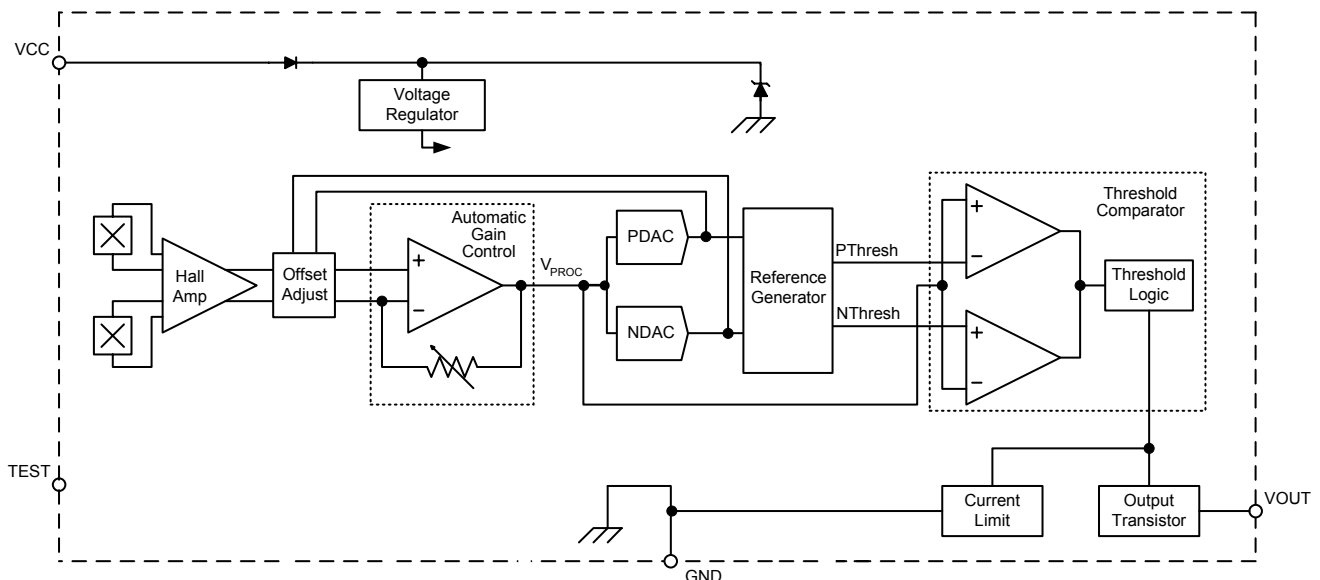 VCC
Voltage
Regulator
Automatic
Gain
Control
Threshold
Comparator
Hall
Amp
Offset
Adjust
+
−
VPROC
PDAC
NDAC
Reference
Generator
PThresh
NThresh
+
−
+
−
Threshold
Logic
TEST
Current
Limit
Output
Transistor
VOUT
GND